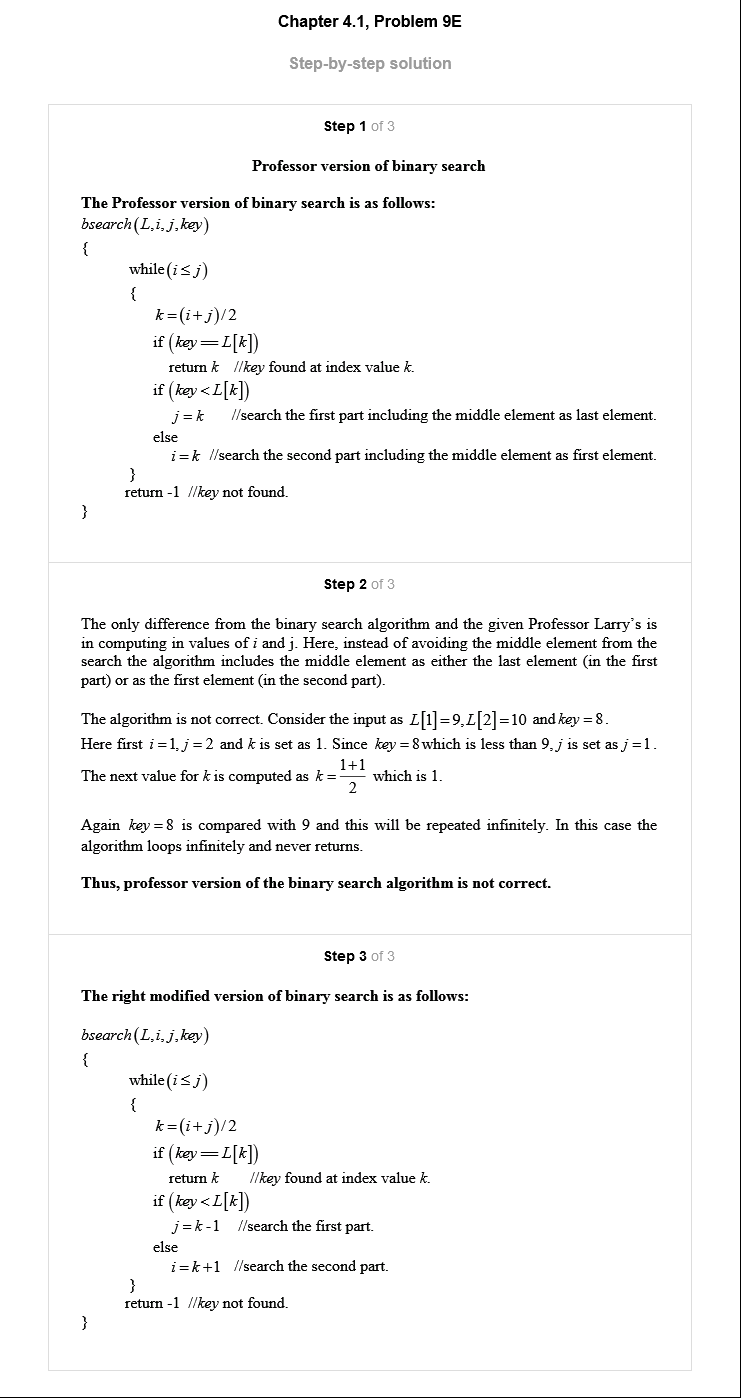 Chapter 4.1, Problem 9E
Step-by-step solution
Step 1 of 3
Professor version of binary search
The Professor version of binary search is as follows:
bsearch(L,i,j,key)
{
while(i≤j)
{
k=(i+j)/2
if (key==L[k])
return k //key found at index value k.
if (key<L[k])
j=k //search the first part including the middle element as last element.
else
i=k //search the second part including the middle element as first element.
}
return -1 //key not found.
}
Step 2 of 3
The only difference from the binary search algorithm and the given Professor Larry's is
in computing in values of i and j. Here, instead of avoiding the middle element from the
search the algorithm includes the middle element as either the last element (in the first
part) or as the first element (in the second part).
The algorithm is not correct. Consider the input as L[1]=9,L[2]=10 and key=8.
Here first i=1,j=2 and k is set as 1. Since key=8 which is less than 9, j is set as j=1.
The next value for k is computed as k=(1+1)/2 which is 1.
Again key=8 is compared with 9 and this will be repeated infinitely. In this case the
algorithm loops infinitely and never returns.
Thus, professor version of the binary search algorithm is not correct.
Step 3 of 3
The right modified version of binary search is as follows:
bsearch(L,i,j,key)
{
while(i≤j)
{
k=(i+j)/2
if (key==L[k])
return k //key found at index value k.
if (key<L[k])
j=k-1 //search the first part.
else
i=k+1 //search the second part.
}
return -1 //key not found.
}